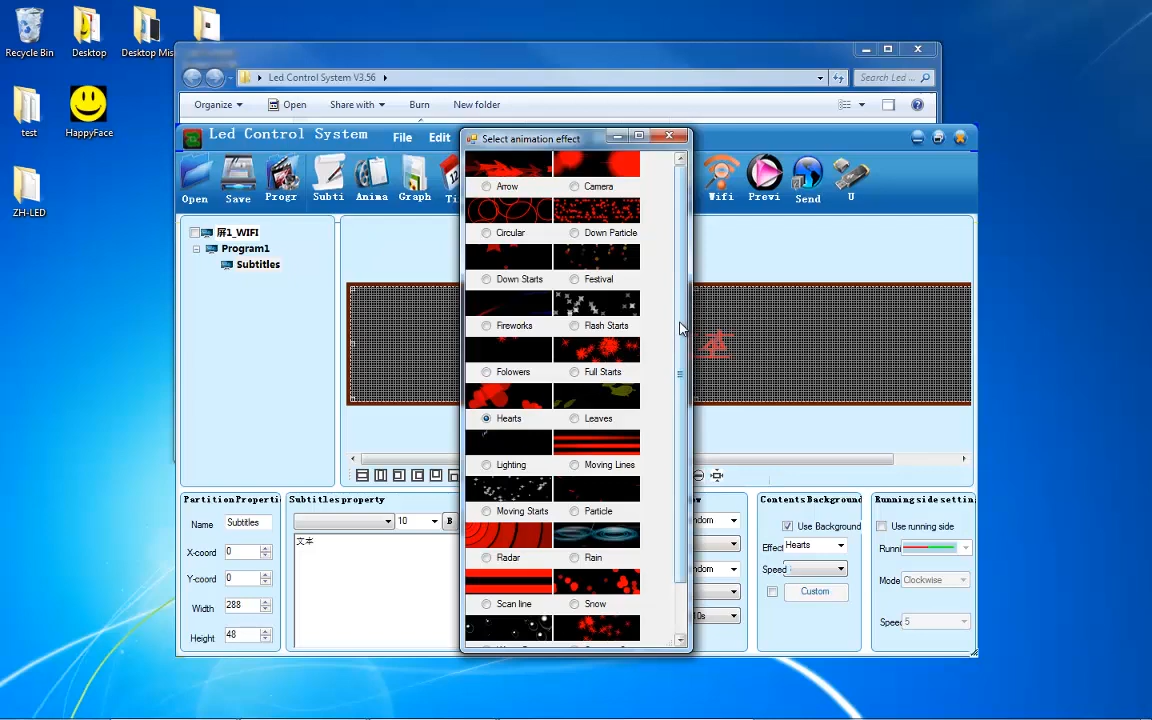 Recycle Bin
Desktop
Desktop Mis
test
HappyFace
ZH-LED
Led Control System V3.56
Search Led ...
Organize
Open
Share with
Burn
New folder
Led Control System
File
Edit
Open
Save
Progr
Subti
Anima
Graph
Ti
Wifi
Previ
Send
U
屏1_WIFI
Program1
Subtitles
Select animation effect
Arrow
Camera
Circular
Down Particle
Down Starts
Festival
Fireworks
Flash Starts
Folowers
Full Starts
Hearts
Leaves
Lighting
Moving Lines
Moving Starts
Particle
Radar
Rain
Scan line
Snow
Partition Properti
Name
Subtitles
X-coord
0
Y-coord
0
Width
288
Height
48
Subtitles property
10
B
文本
ndom
ndom
0s
Contents Background
Use Background
Effect
Hearts
Speed
Custom
Running side settin
Use running side
Runni
Mode
Clockwise
Speed
5